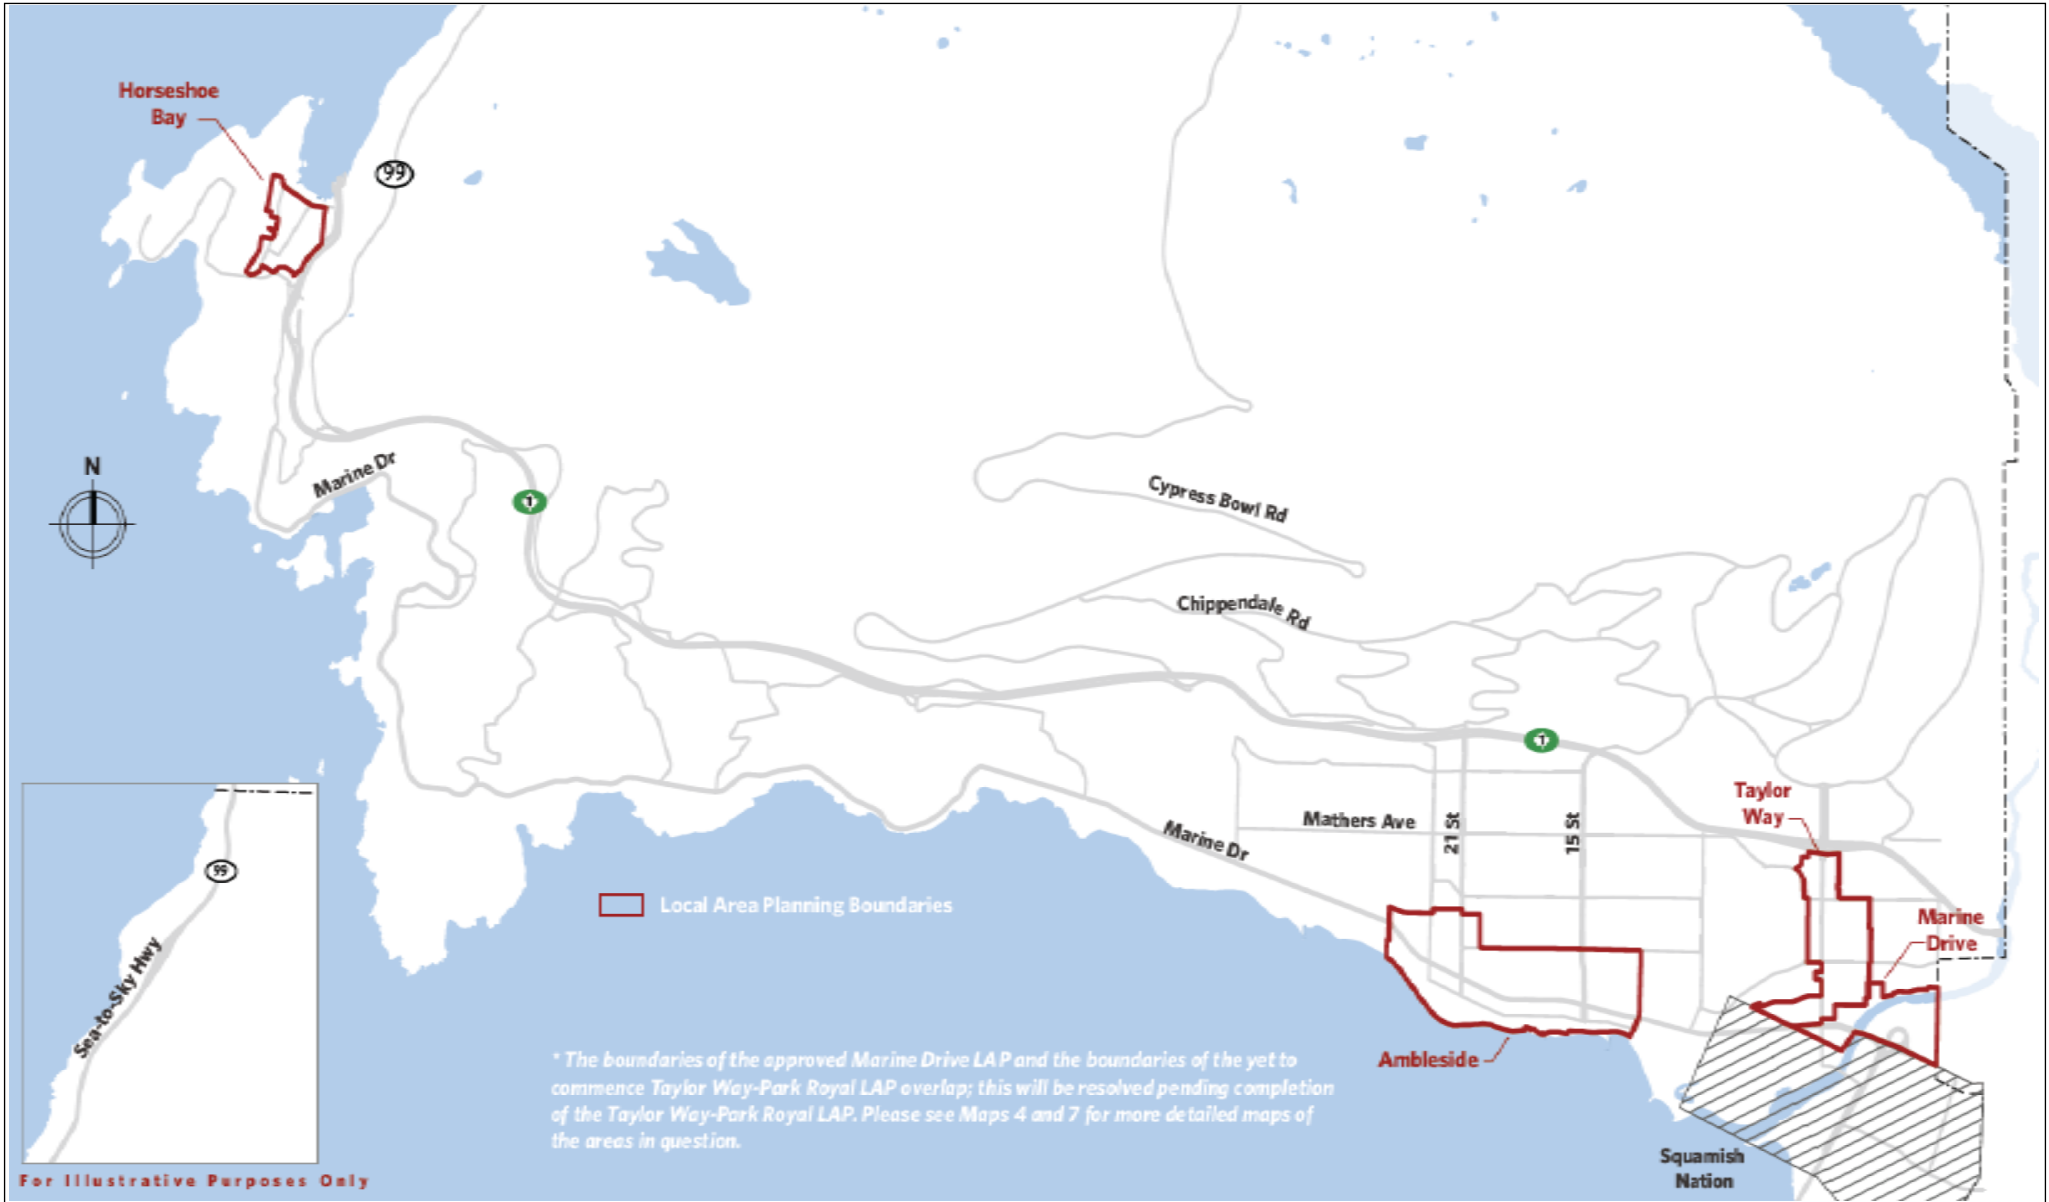 Horseshoe
Bay
99
N
Marine Dr
1
Cypress Bowl Rd
Chippendale Rd
1
Taylor
Way
Mathers Ave
21 St
15 St
Marine Dr
99
Sea-to-Sky Hwy
Local Area Planning Boundaries
Marine
Drive
Ambleside
* The boundaries of the approved Marine Drive LAP and the boundaries of the yet to
commence Taylor Way-Park Royal LAP overlap; this will be resolved pending completion
of the Taylor Way-Park Royal LAP. Please see Maps 4 and 7 for more detailed maps of
the areas in question.
Squamish
Nation
For Illustrative Purposes Only